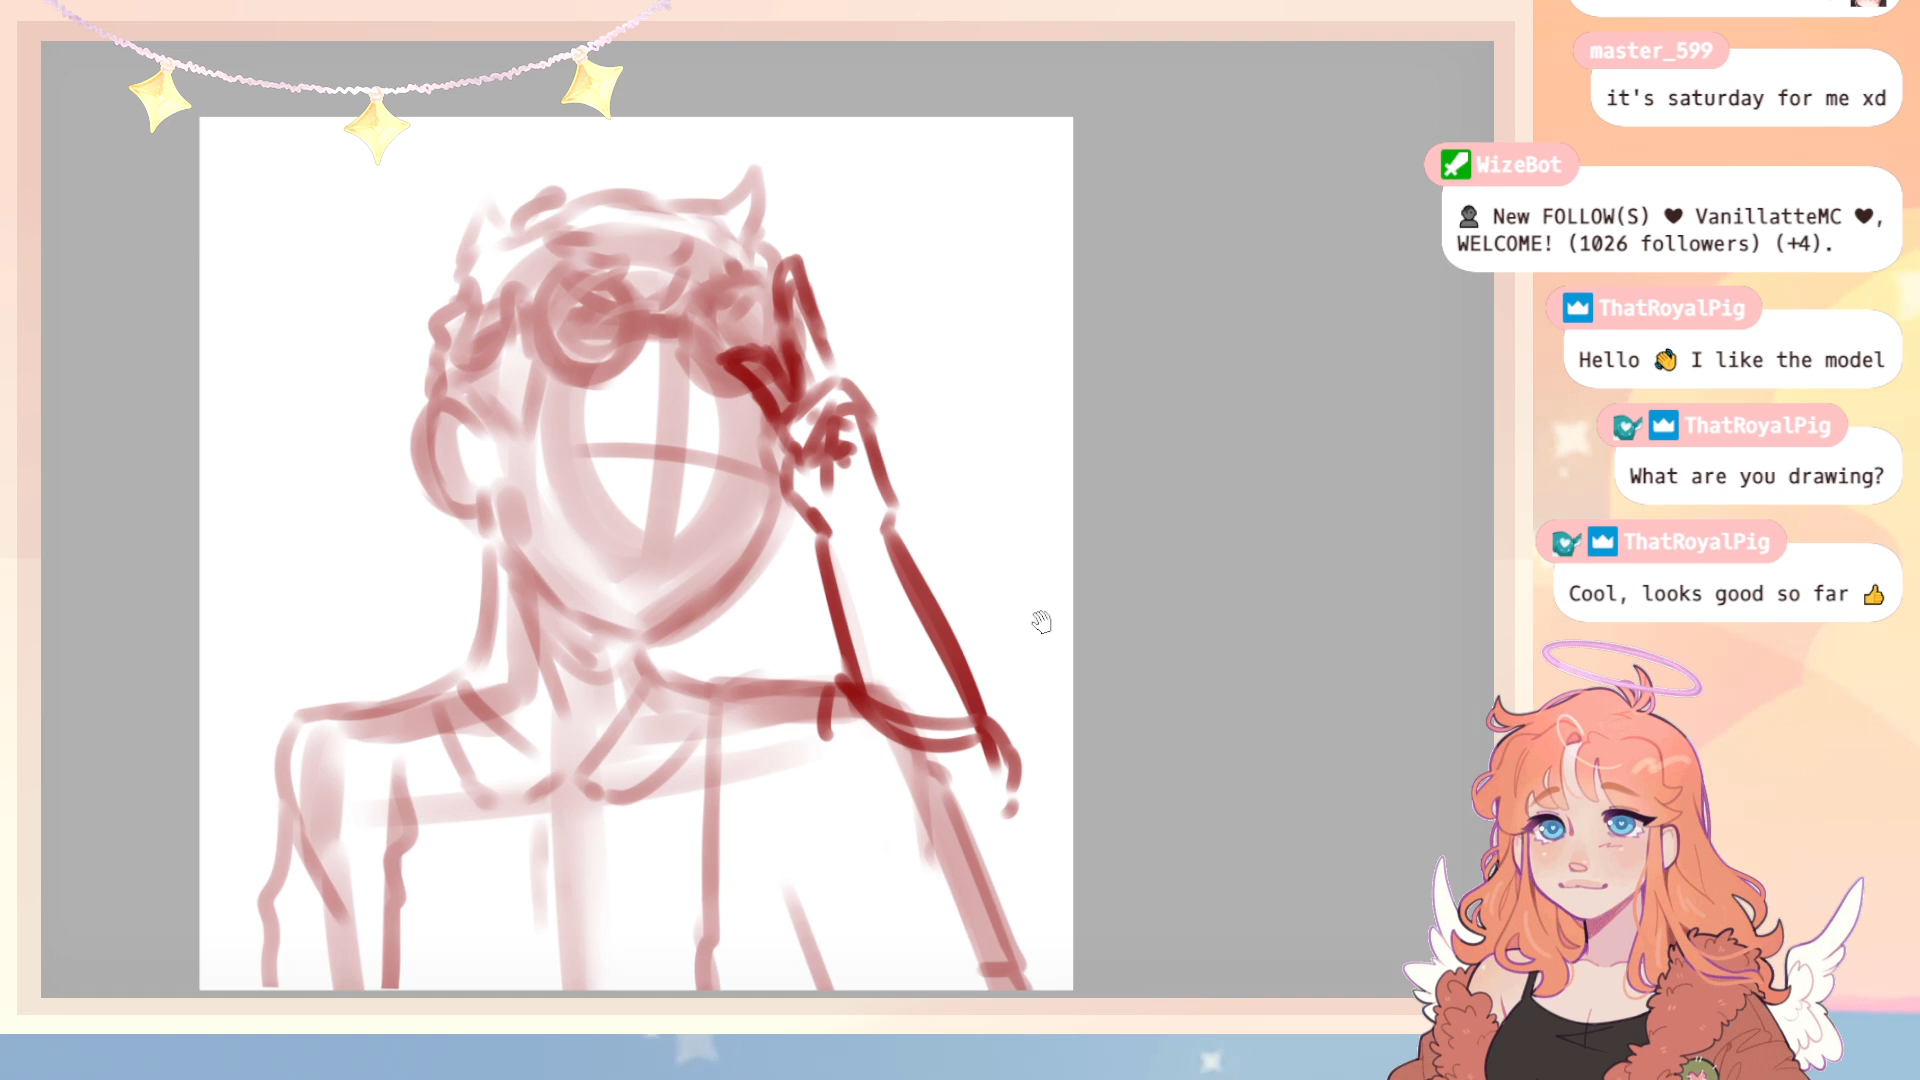 master_599
it's saturday for me xd
WizeBot
New FOLLOW(S) ♥ VanillatteMC ♥,
WELCOME! (1026 followers) (+4).
ThatRoyalPig
Hello 👋 I like the model
ThatRoyalPig
What are you drawing?
ThatRoyalPig
Cool, looks good so far 👍